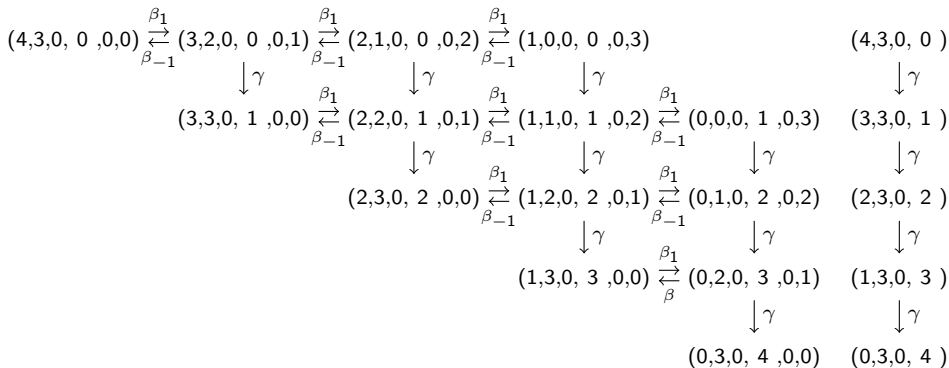 β₁ β₁ β₁
(4,3,0, 0 ,0,0) ⇄ (3,2,0, 0 ,0,1) ⇄ (2,1,0, 0 ,0,2) ⇄ (1,0,0, 0 ,0,3) (4,3,0, 0 )
β₋₁ β₋₁ β₋₁
↓ γ ↓ γ ↓ γ ↓ γ
β₁ β₁ β₁
(3,3,0, 1 ,0,0) ⇄ (2,2,0, 1 ,0,1) ⇄ (1,1,0, 1 ,0,2) ⇄ (0,0,0, 1 ,0,3) (3,3,0, 1 )
β₋₁ β₋₁ β₋₁
↓ γ ↓ γ ↓ γ ↓ γ
β₁ β₁
(2,3,0, 2 ,0,0) ⇄ (1,2,0, 2 ,0,1) ⇄ (0,1,0, 2 ,0,2) (2,3,0, 2 )
β₋₁ β₋₁
↓ γ ↓ γ ↓ γ
β₁
(1,3,0, 3 ,0,0) ⇄ (0,2,0, 3 ,0,1) (1,3,0, 3 )
β
↓ γ ↓ γ
(0,3,0, 4 ,0,0) (0,3,0, 4 )